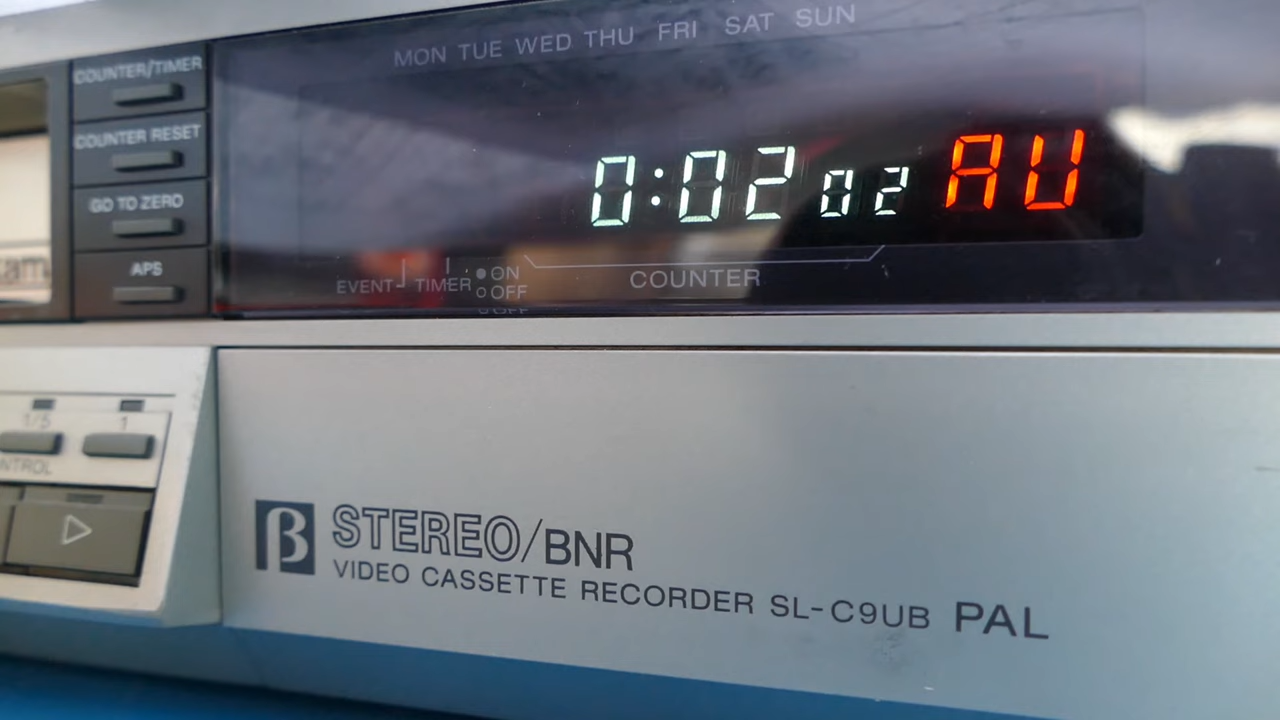 MON TUE WED THU FRI SAT SUN
COUNTER/TIMER
COUNTER RESET
GO TO ZERO
APS
0:02 02 AU
EVENT TIMER ON
OFF
OFF
COUNTER
1/5 1
β STEREO/BNR
VIDEO CASSETTE RECORDER SL-C9UB PAL